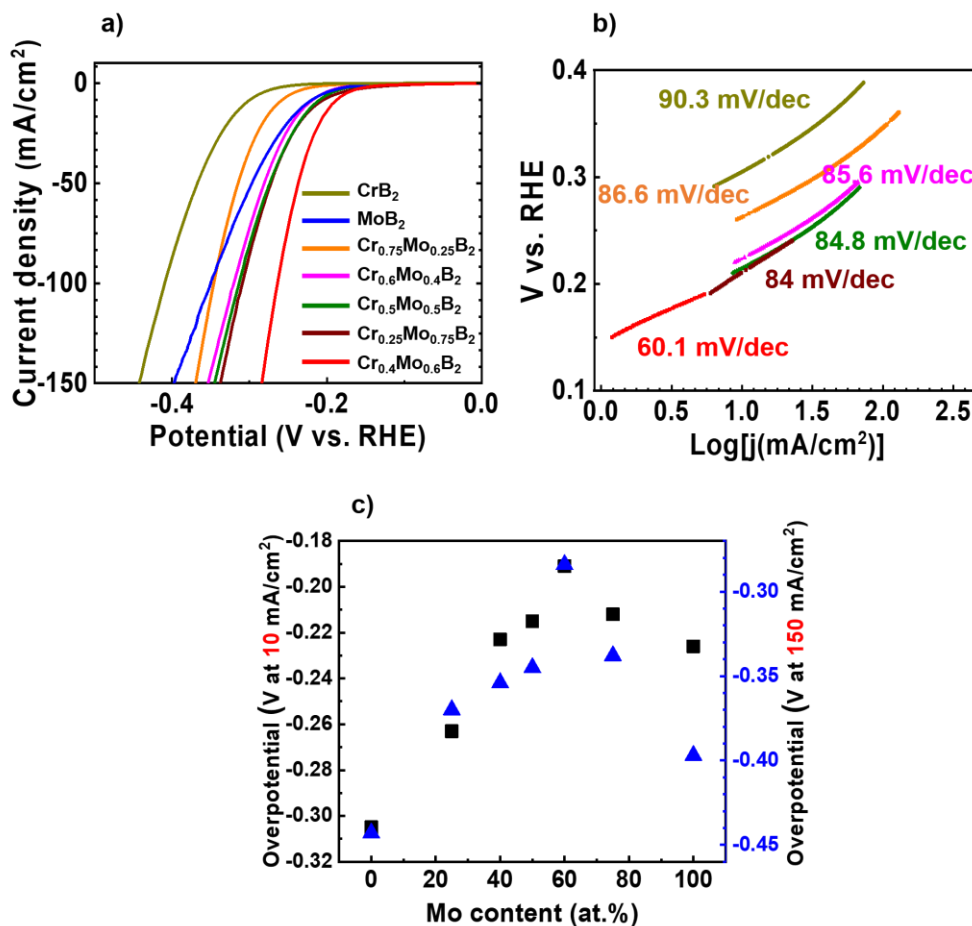 a)
Current density (mA/cm²)
0
-50
-100
-150
CrB₂
MoB₂
Cr₀.₇₅Mo₀.₂₅B₂
Cr₀.₆Mo₀.₄B₂
Cr₀.₅Mo₀.₅B₂
Cr₀.₂₅Mo₀.₇₅B₂
Cr₀.₄Mo₀.₆B₂
-0.4
-0.2
0.0
Potential (V vs. RHE)
b)
V vs. RHE
0.4
0.3
0.2
0.1
90.3 mV/dec
86.6 mV/dec
85.6 mV/dec
84.8 mV/dec
84 mV/dec
60.1 mV/dec
0.0
0.5
1.0
1.5
2.0
2.5
Log[j(mA/cm²)]
c)
Overpotential (V at 10 mA/cm²)
-0.18
-0.20
-0.22
-0.24
-0.26
-0.28
-0.30
-0.32
0
20
40
60
80
100
Mo content (at.%)
-0.30
-0.35
-0.40
-0.45
Overpotential (V at 150 mA/cm²)